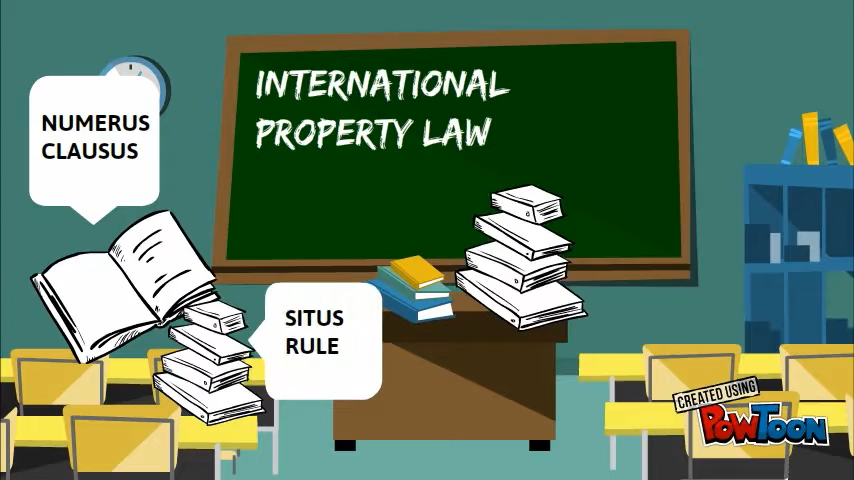 INTERNATIONAL
PROPERTY LAW
NUMERUS
CLAUSUS
SITUS
RULE
CREATED USING
POWTOON